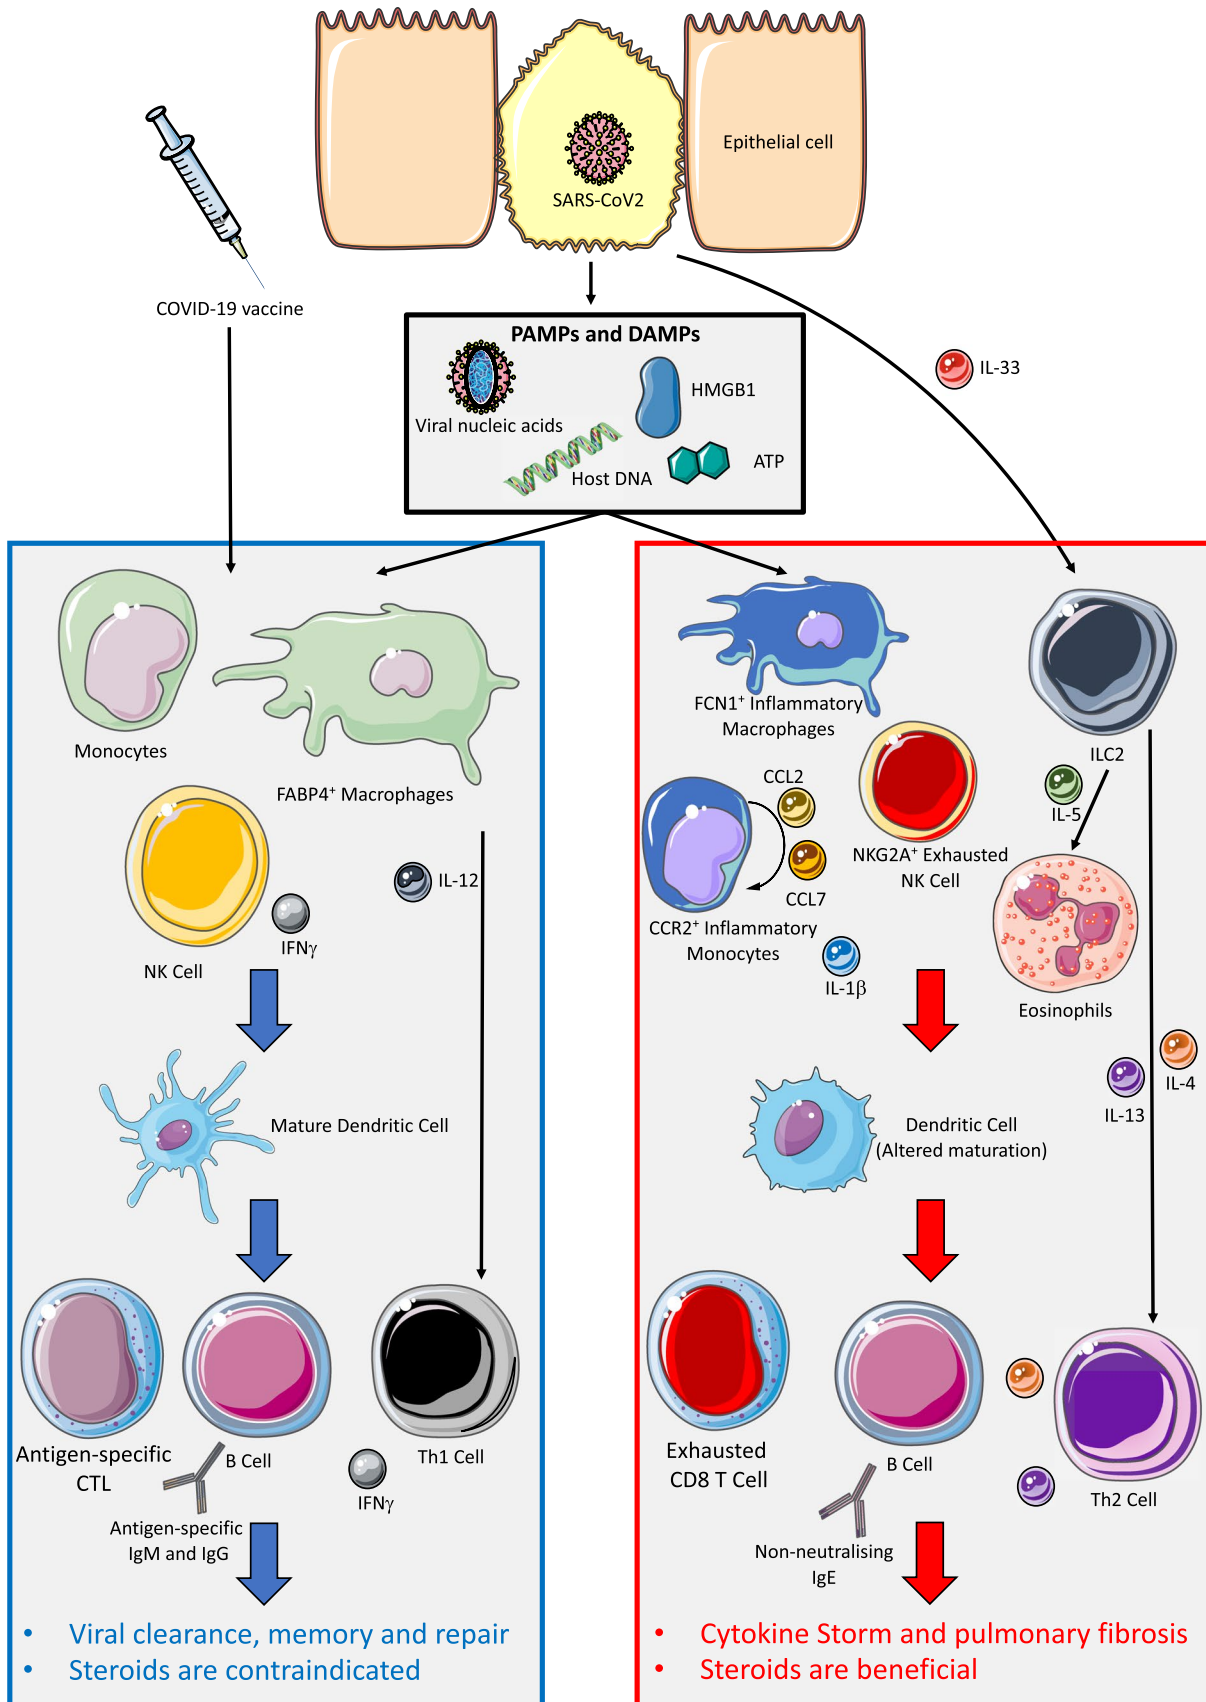 Epithelial cell
SARS-CoV2
COVID-19 vaccine
PAMPs and DAMPs
Viral nucleic acids
HMGB1
Host DNA
ATP
IL-33
Monocytes
FABP4⁺ Macrophages
NK Cell
IFNγ
IL-12
Mature Dendritic Cell
Antigen-specific
CTL
B Cell
Th1 Cell
IFNγ
Antigen-specific
IgM and IgG
• Viral clearance, memory and repair
• Steroids are contraindicated
FCN1⁺ Inflammatory
Macrophages
ILC2
CCL2
IL-5
NKG2A⁺ Exhausted
NK Cell
CCL7
CCR2⁺ Inflammatory
Monocytes
IL-1β
Eosinophils
IL-4
IL-13
Dendritic Cell
(Altered maturation)
Exhausted
CD8 T Cell
B Cell
Th2 Cell
Non-neutralising
IgE
• Cytokine Storm and pulmonary fibrosis
• Steroids are beneficial